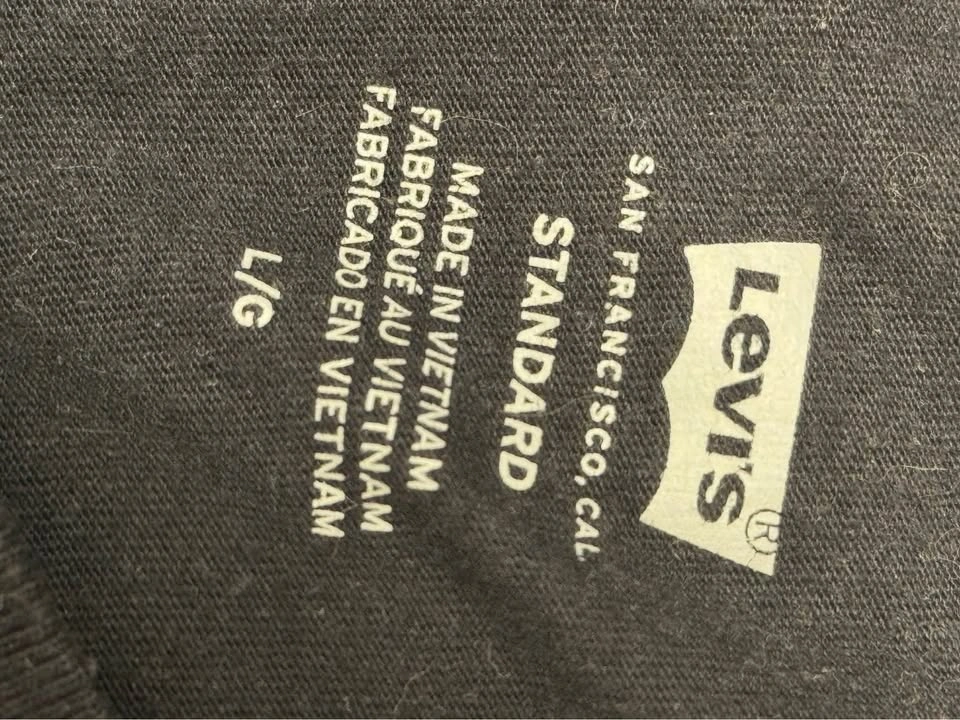 Levi's®
SAN FRANCISCO, CAL.
STANDARD
MADE IN VIETNAM
FABRIQUÉ AU VIETNAM
FABRICADO EN VIETNAM
L/G